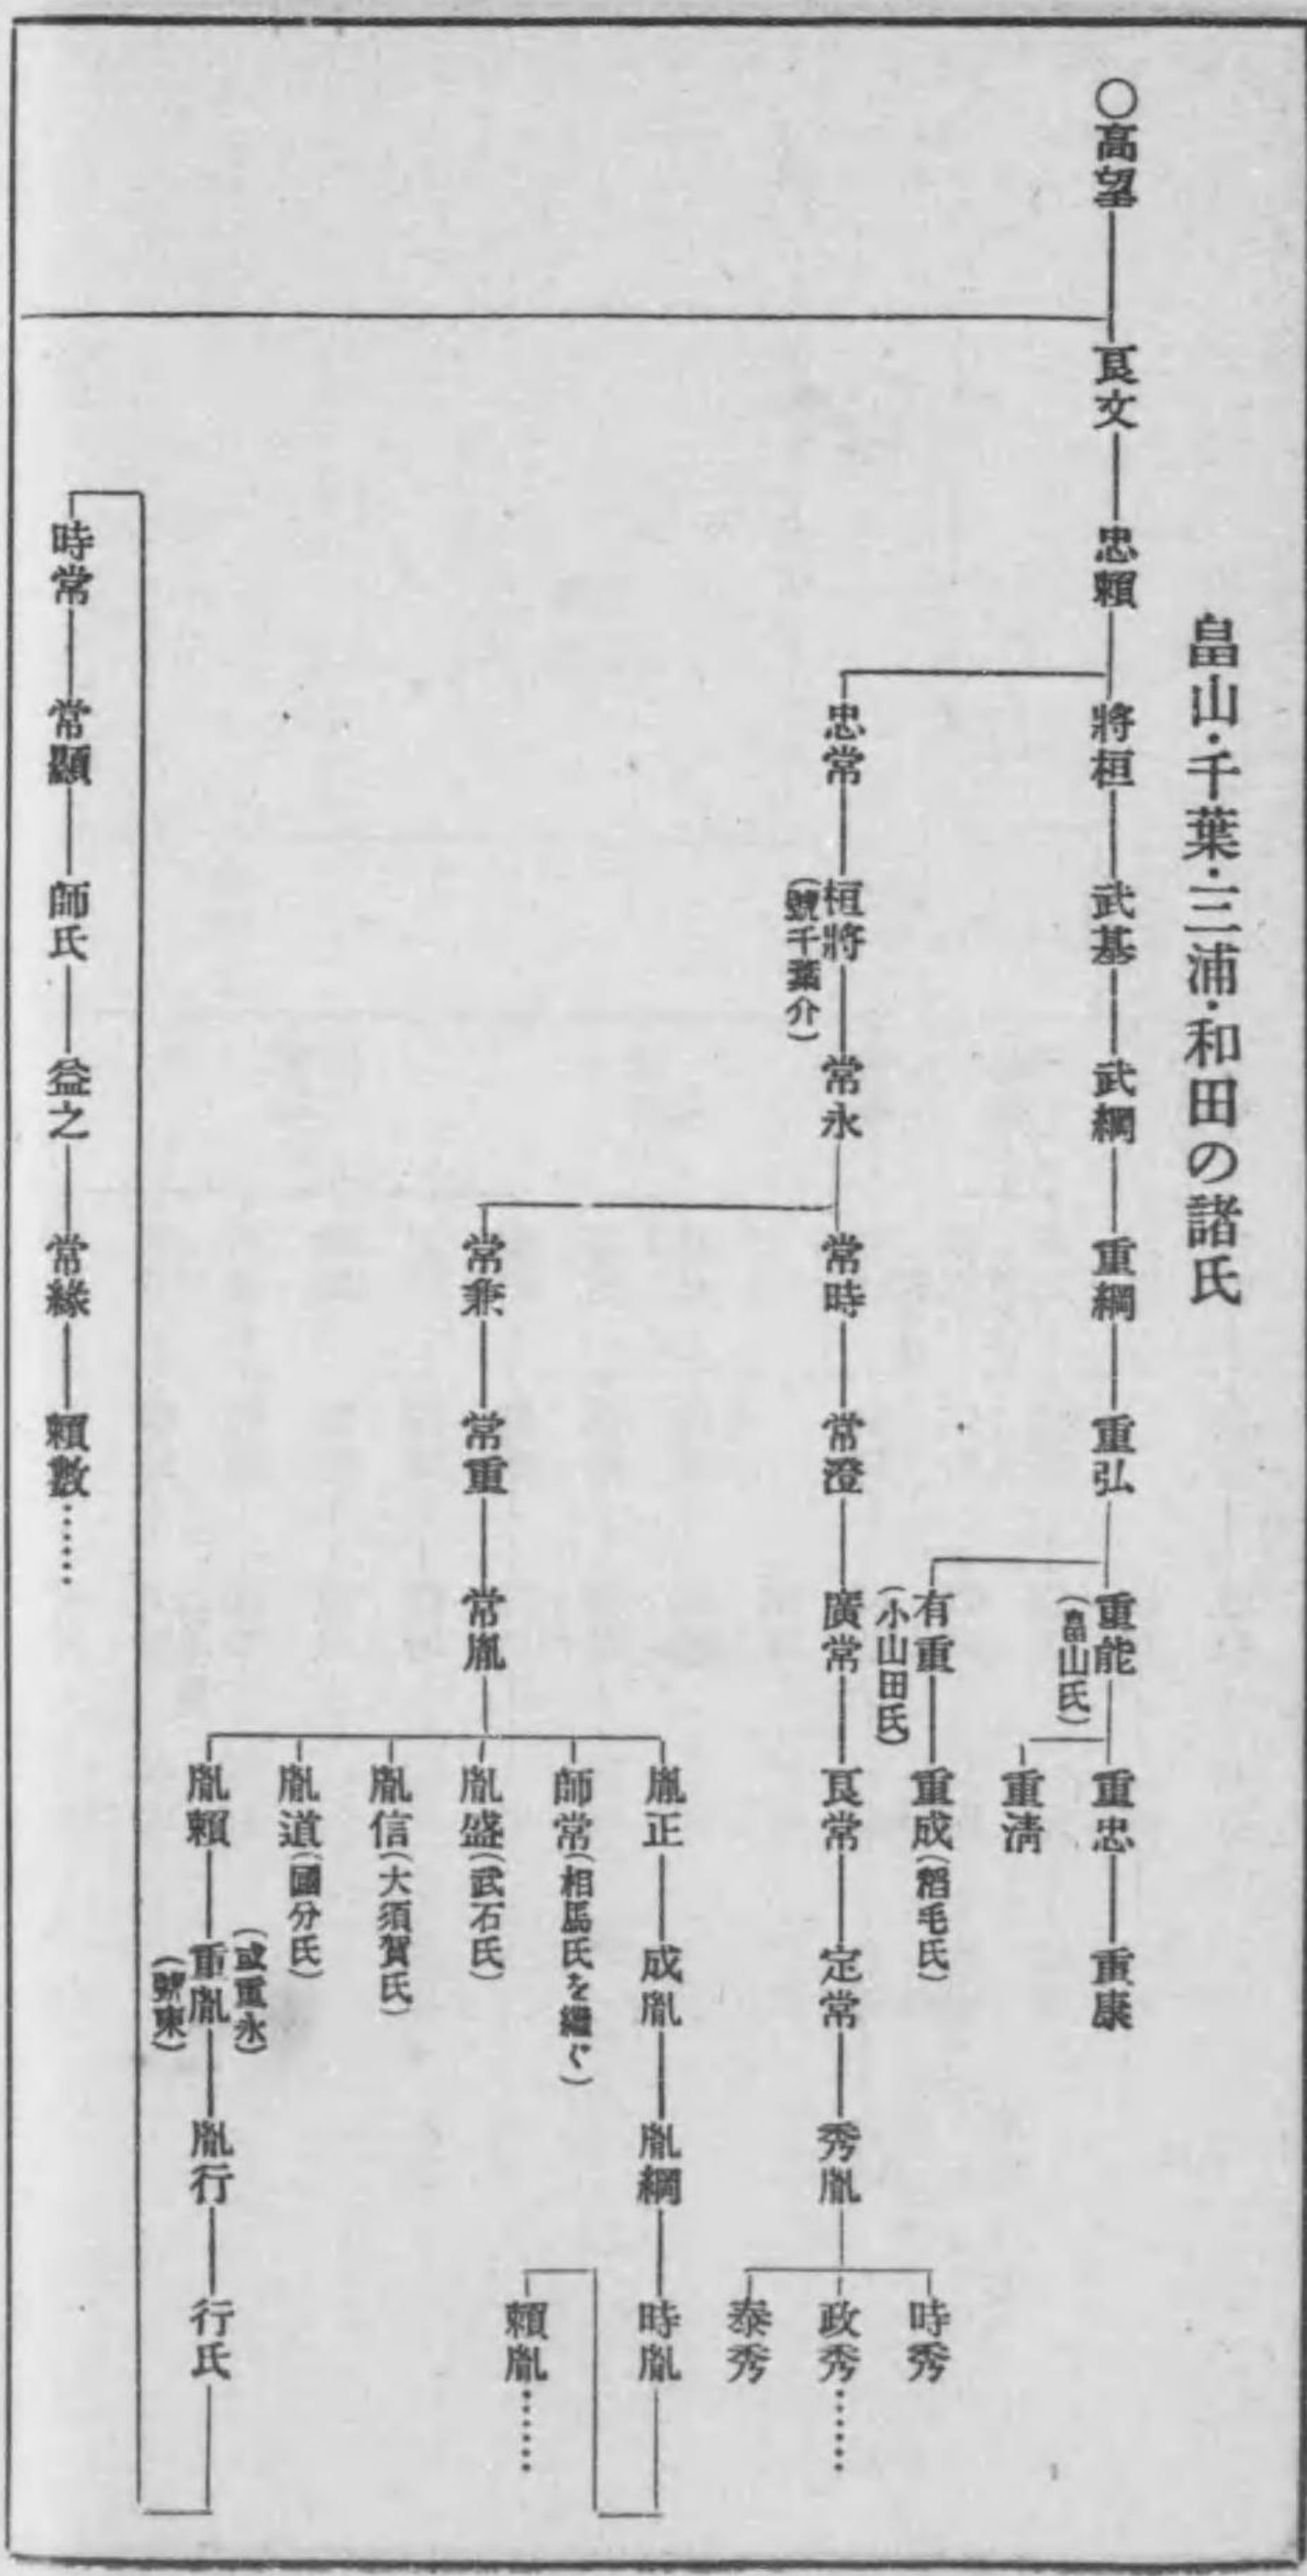 畠山・千葉・三浦・和田の諸氏
○高望
良文
忠頼
將桓
武基
武綱
重綱
重弘
重能
(畠山氏)
重忠
重康
重淸
有重
(小山田氏)
重成(稻毛氏)
忠常
桓將
(號千葉介)
常永
常時
常澄
廣常
良常
定常
秀胤
時秀
政秀……
泰秀
常兼
常重
常胤
胤正
成胤
胤綱
時胤
頼胤……
師常(相馬氏を繼ぐ)
胤盛(武石氏)
胤信(大須賀氏)
胤道(國分氏)
胤頼
(或重永)
重胤
(號東)
胤行
行氏
時常
常顯
師氏
益之
常緣
頼數……